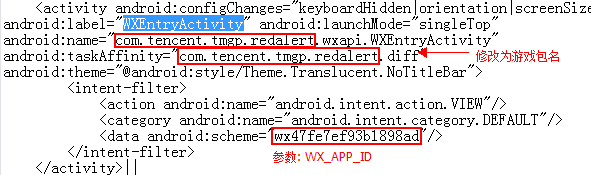 <activity android:configChanges="keyboardHidden|orientation|screenSize
android:label="WXEntryActivity" android:launchMode="singleTop"
android:name="com.tencent.tmgp.redalert.wxapi.WXEntryActivity"
android:taskAffinity="com.tencent.tmgp.redalert.diff" 修改为游戏包名
android:theme="@android:style/Theme.Translucent.NoTitleBar">
<intent-filter>
<action android:name="android.intent.action.VIEW"/>
<category android:name="android.intent.category.DEFAULT"/>
<data android:scheme="wx47fe7ef93b1898ad"/>
</intent-filter> 参数: WX_APP_ID
</activity>||